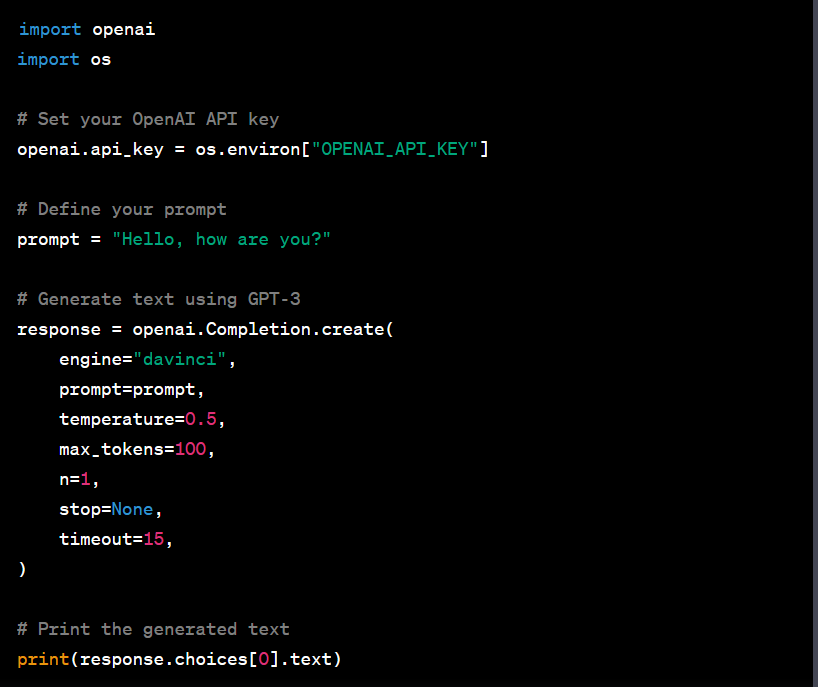 import openai
import os
# Set your OpenAI API key
openai.api_key = os.environ["OPENAI_API_KEY"]
# Define your prompt
prompt = "Hello, how are you?"
# Generate text using GPT-3
response = openai.Completion.create(
    engine="davinci",
    prompt=prompt,
    temperature=0.5,
    max_tokens=100,
    n=1,
    stop=None,
    timeout=15,
)
# Print the generated text
print(response.choices[0].text)